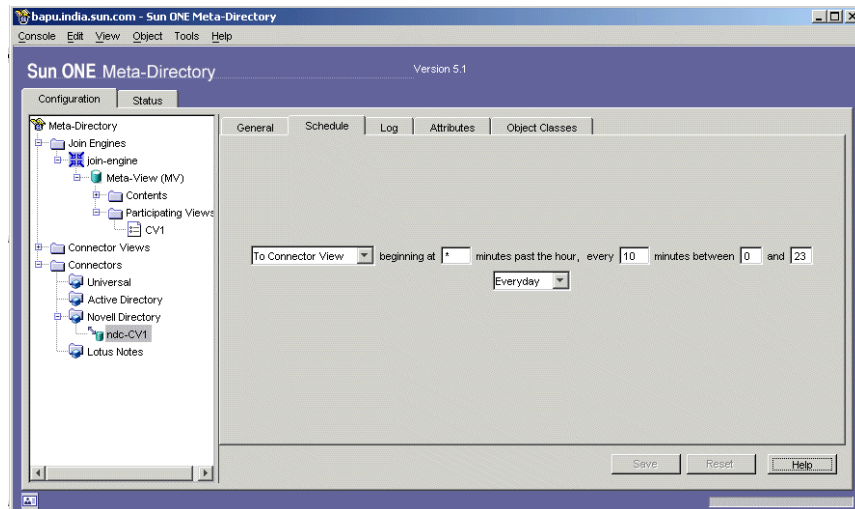 bapu.india.sun.com - Sun ONE Meta-Directory
Console Edit View Object Tools Help
Sun ONE Meta-Directory
Version 5.1
Configuration Status
Meta-Directory
Join Engines
join-engine
Meta-View (MV)
Contents
Participating Views
CV1
Connector Views
Connectors
Universal
Active Directory
Novell Directory
ndc-CV1
Lotus Notes
General Schedule Log Attributes Object Classes
To Connector View beginning at * minutes past the hour, every 10 minutes between 0 and 23
Everyday
Save Reset Help